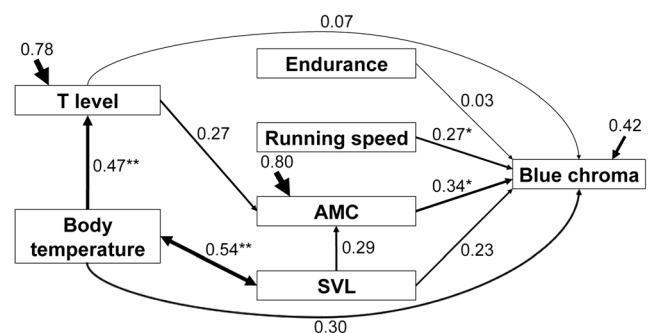 0.07
0.78
Endurance
T level
0.03
0.27
Running speed
0.27*
0.42
0.47**
0.80
Blue chroma
0.34*
AMC
Body
temperature
0.54**
0.29
0.23
SVL
0.30